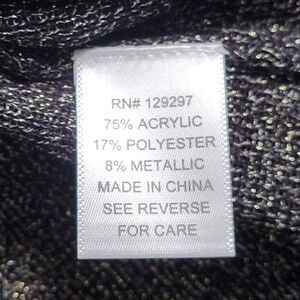 RN# 129297
75% ACRYLIC
17% POLYESTER
8% METALLIC
MADE IN CHINA
SEE REVERSE
FOR CARE